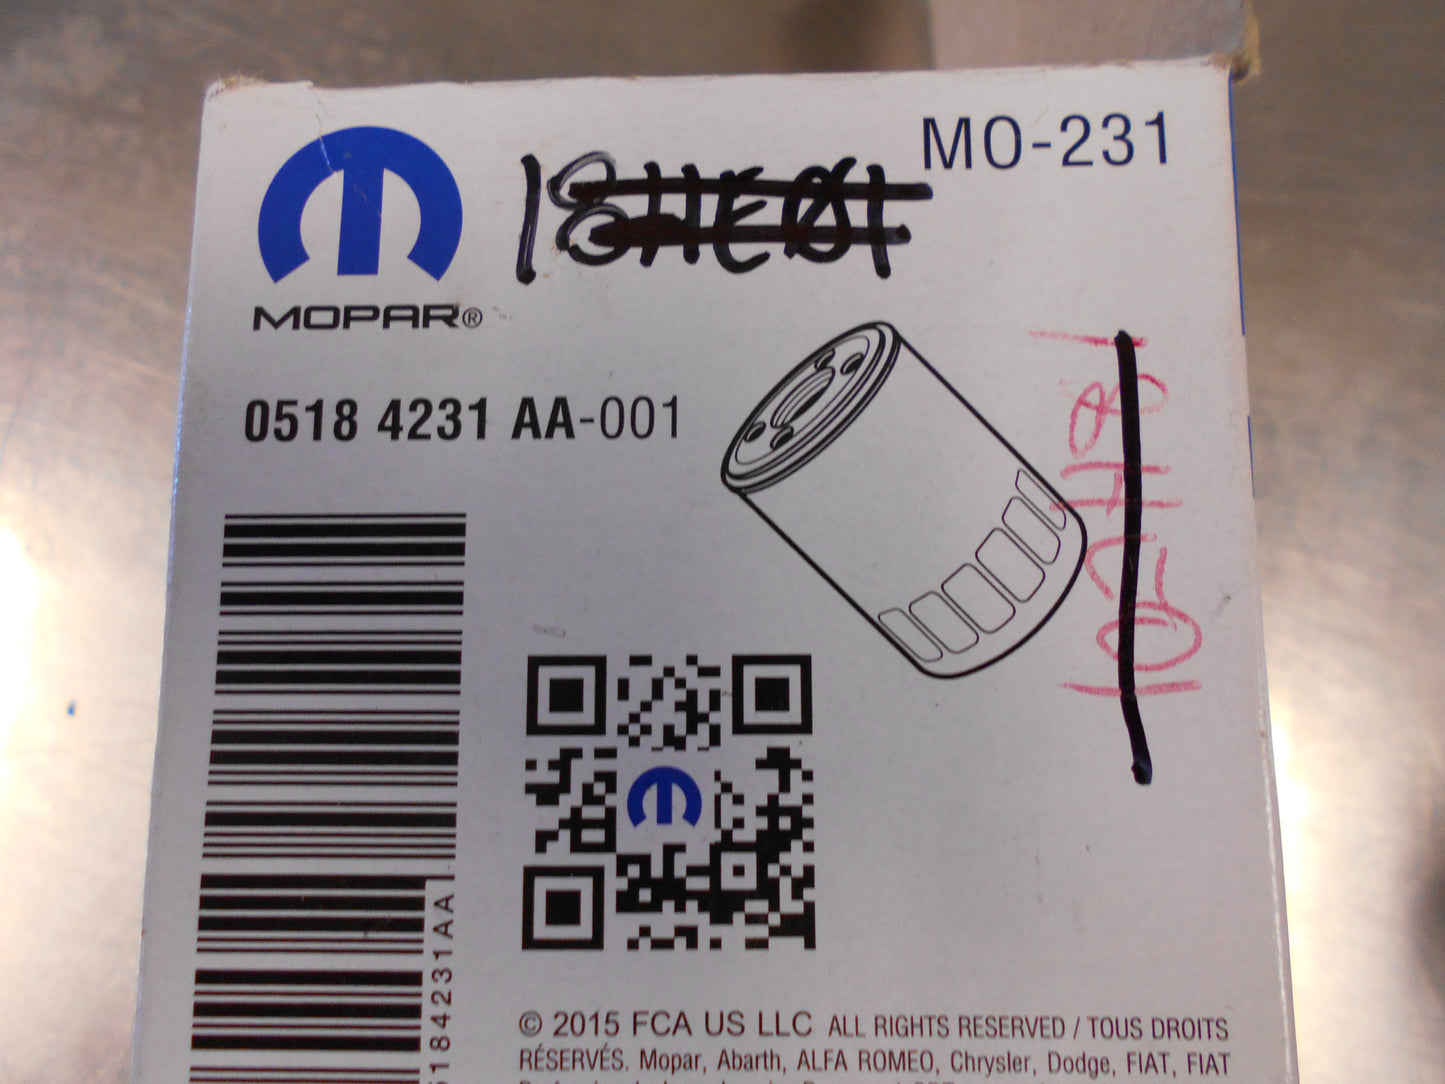 MO-231
MOPAR®
0518 4231 AA-001
5184231AA
© 2015 FCA US LLC ALL RIGHTS RESERVED / TOUS DROITS
RÉSERVÉS. Mopar, Abarth, ALFA ROMEO, Chrysler, Dodge, FIAT, FIAT